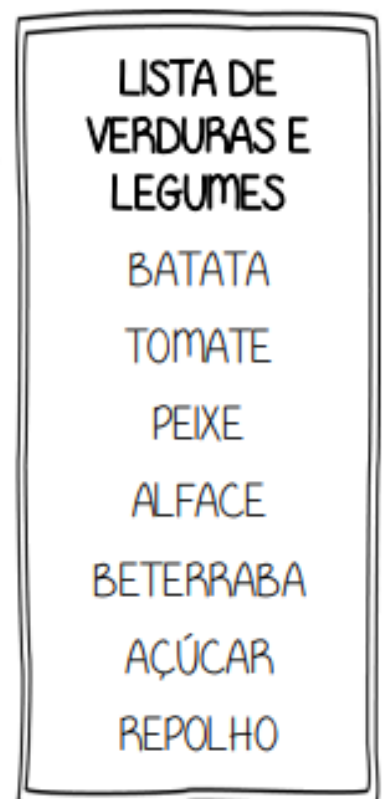 LISTA DE
VERDURAS E
LEGUMES
BATATA
TOMATE
PEIXE
ALFACE
BETERRABA
AÇÚCAR
REPOLHO